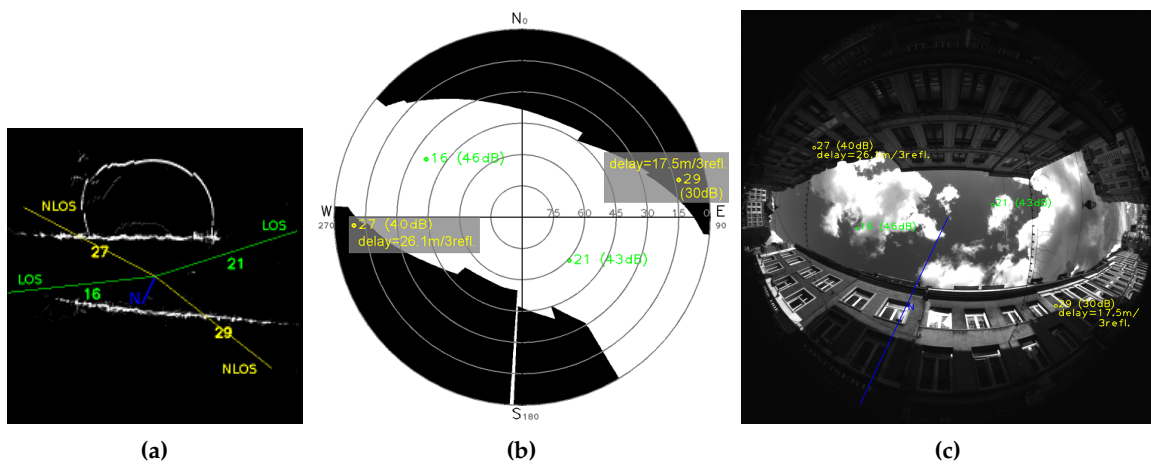 NLOS
27
21
LOS
16
N
29
NLOS
(a)
N0
16 (46dB)
delay=17.5m/3refl.
29
(30dB)
W
270
75 60 45 30 15 0
E
90
27 (40dB)
delay=26.1m/3refl.
21 (43dB)
S180
(b)
27 (40dB)
delay=26.1m/3refl.
21 (43dB)
16 (46dB)
29 (30dB)
delay=17.5m/
3refl.
(c)